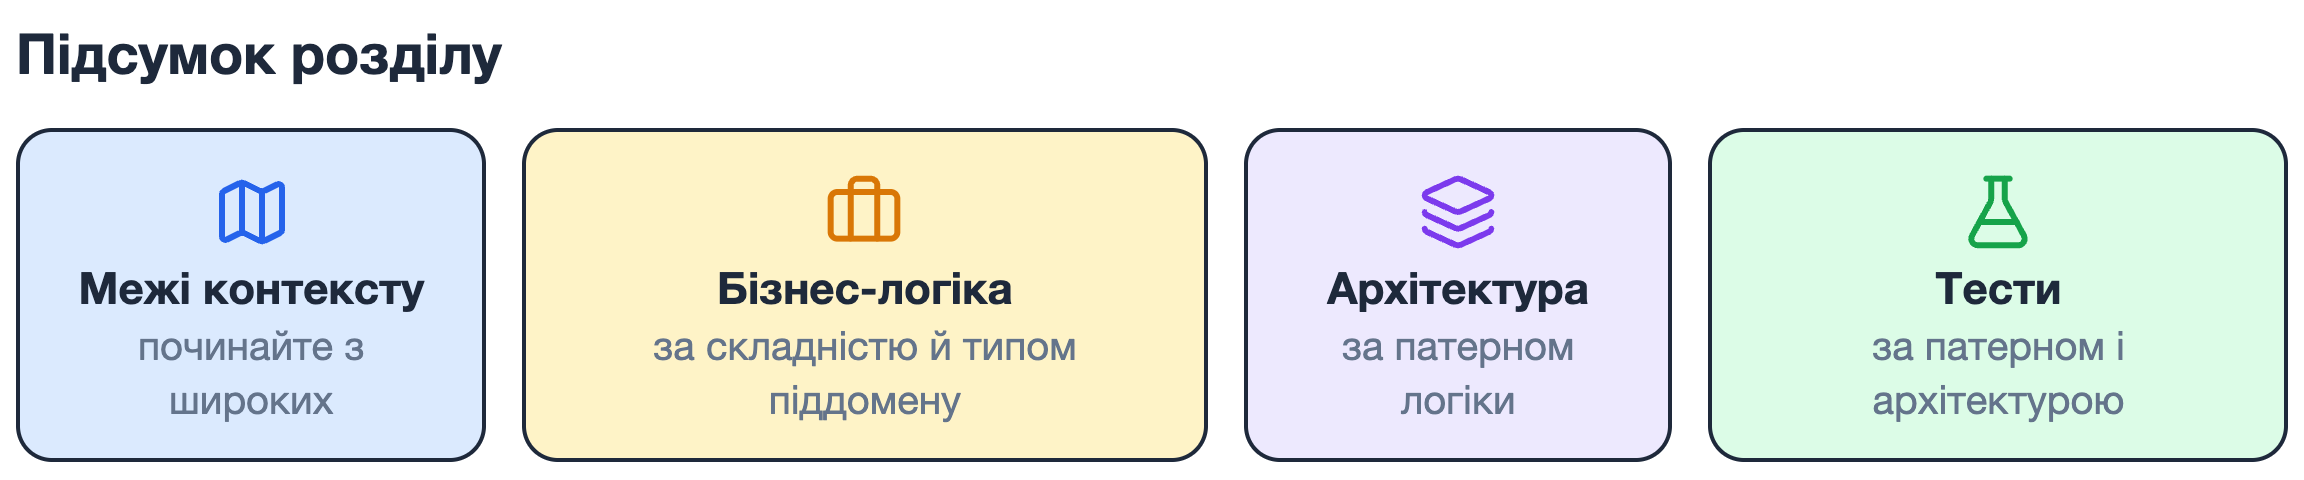 Підсумок розділу
Межі контексту
починайте з
широких
Бізнес-логіка
за складністю й типом
піддомену
Архітектура
за патерном
логіки
Тести
за патерном і
архітектурою